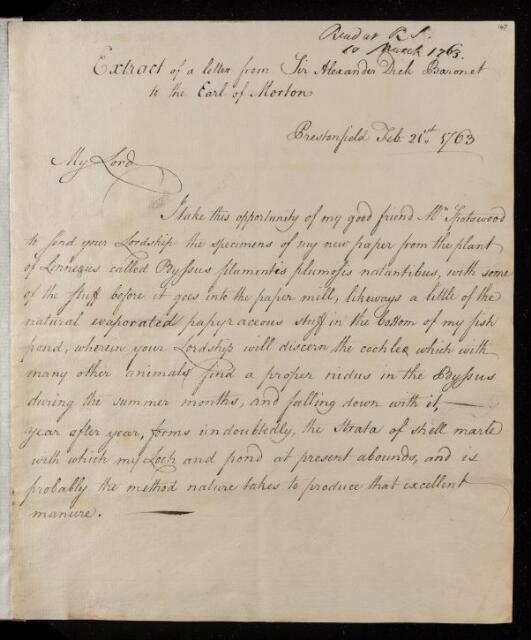 Read at R S.
10 March 1763.
Extract of a letter from Sir Alexander Dick Baronet
to the Earl of Morton
Prestonfield Feb. 21st 1763
My Lord
I take this opportunity of my good friend Mr Spotswood
to send your Lordship the specimens of my new paper from the plant
of Lenneqes called Byssus plumentis plumosis natantibus, with some
of the stuff before it goes into the paper mill, likeways a little of the
natural evaporated papyraceous stuff in the bottom of my fish
pond, wherein your Lordship will discern the cochleæ which with
many other animals find a proper nidus in the Byssus
during the summer months, and falling down with it, —
year after year, forms undoubtedly, the Strata of shell marle
with which my Loch and pond at present abounds, and is
probably the method nature takes to produce that excellent
manure. —